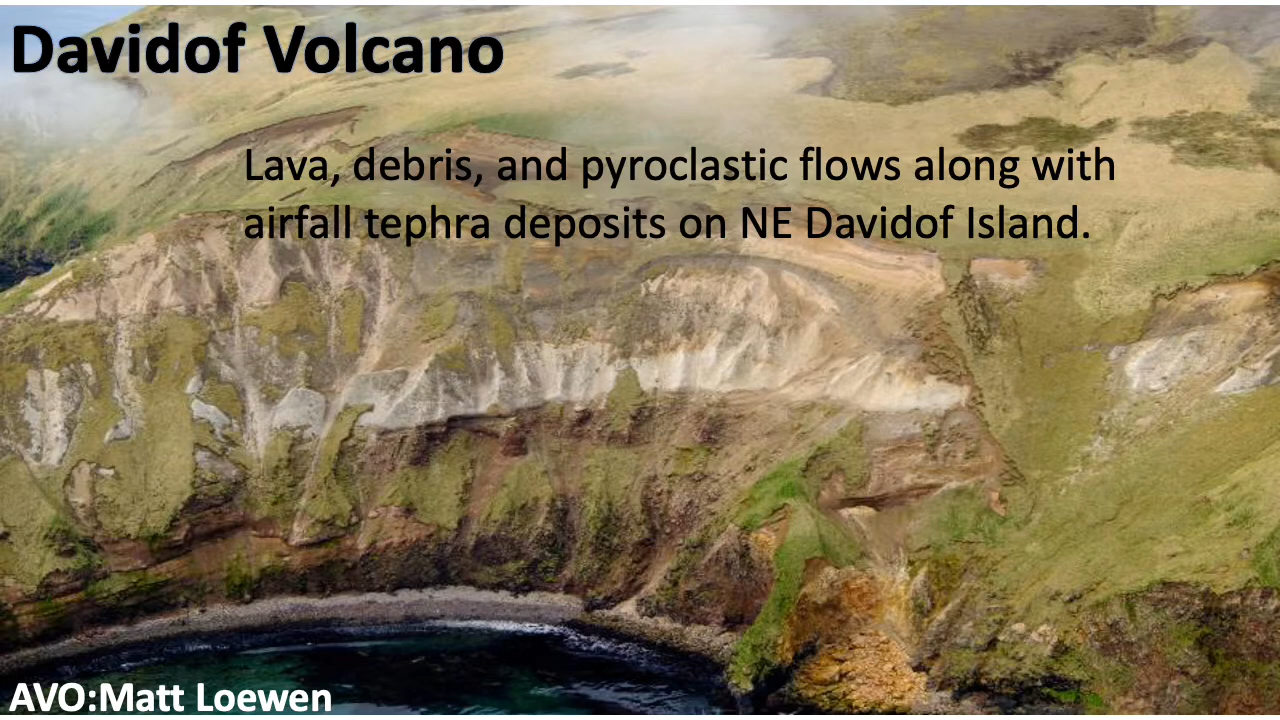 Davidof Volcano
Lava, debris, and pyroclastic flows along with
airfall tephra deposits on NE Davidof Island.
AVO:Matt Loewen